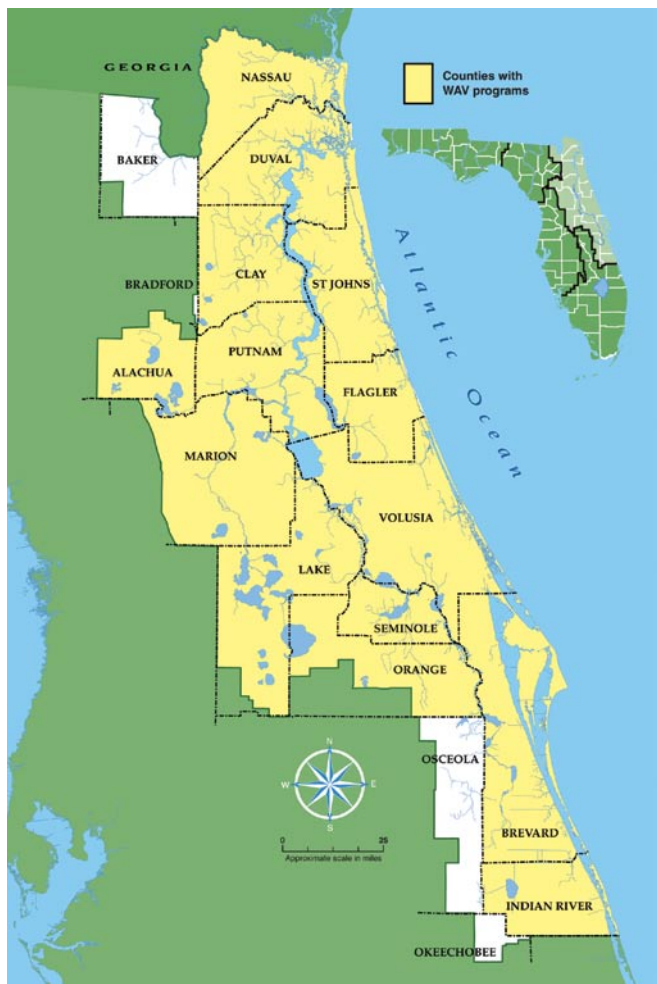 GEORGIA
NASSAU
Counties with
WAV programs
BAKER
DUVAL
Atlantic Ocean
BRADFORD
CLAY
ST JOHNS
PUTNAM
ALACHUA
FLAGLER
MARION
VOLUSIA
LAKE
SEMINOLE
ORANGE
OSCEOLA
N
W
E
S
0
25
Approximate scale in miles
BREVARD
INDIAN RIVER
OKEECHOBEE